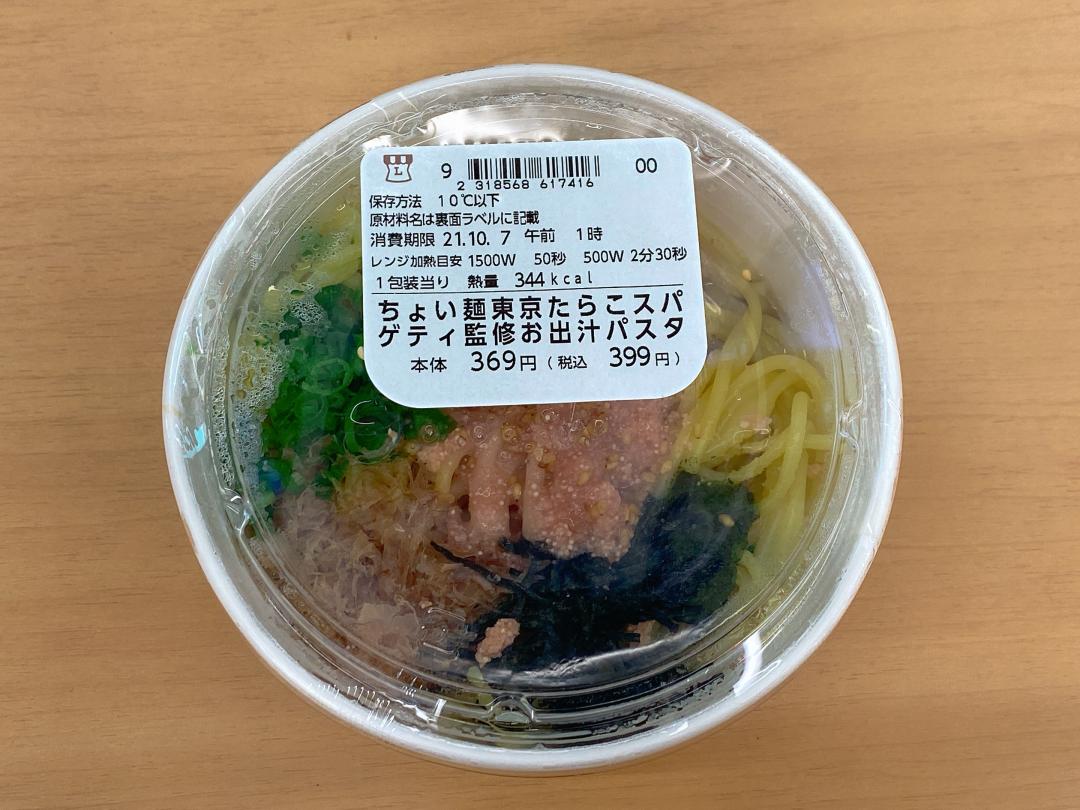 L 9 00
2 318568 617416
保存方法 10℃以下
原材料名は裏面ラベルに記載
消費期限 21.10. 7 午前 1時
レンジ加熱目安 1500W 50秒 500W 2分30秒
1包装当り 熱量 344kcal
ちょい麺東京たらこスパ
ゲティ監修お出汁パスタ
本体 369円(税込 399円)